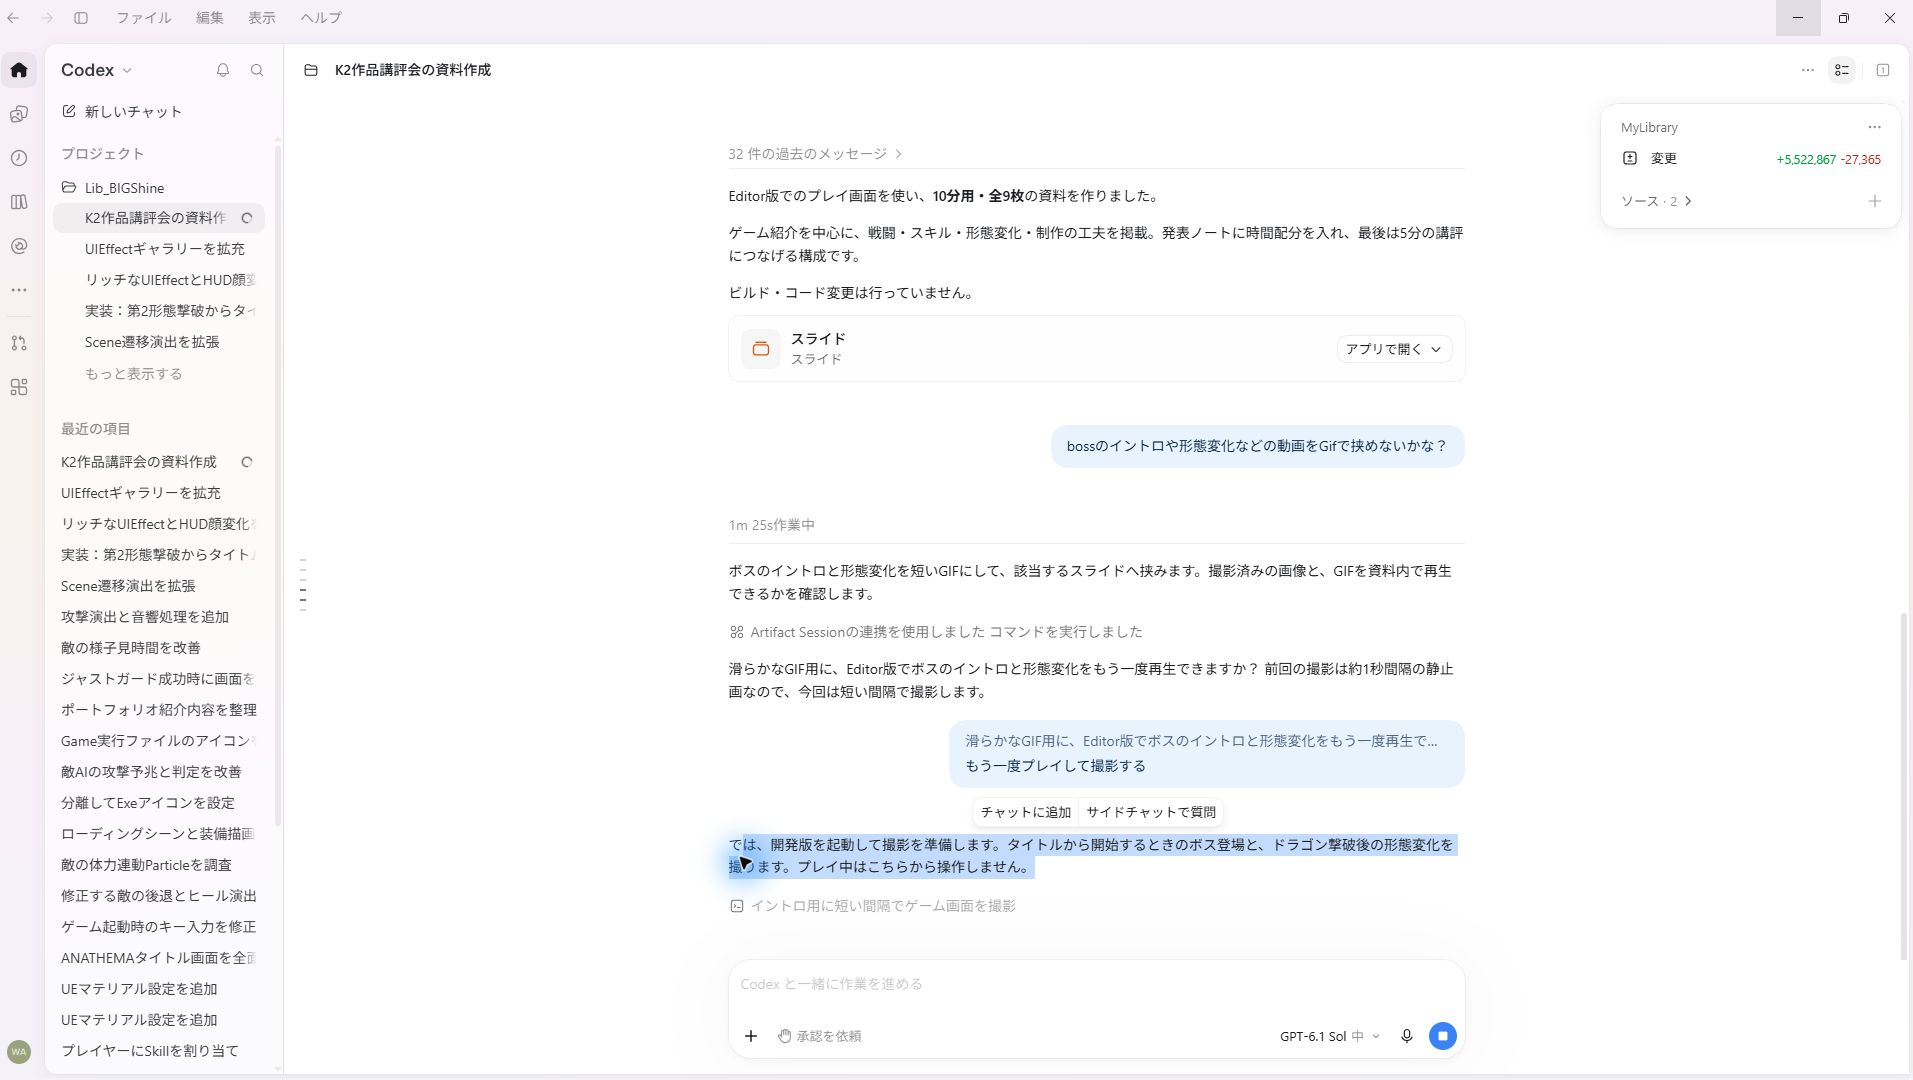 ファイル 編集 表示 ヘルプ
Codex
新しいチャット
プロジェクト
Lib_BIGShine
K2作品講評会の資料作
UIEffectギャラリーを拡充
リッチなUIEffectとHUD顔変
実装：第2形態撃破からタイ
Scene遷移演出を拡張
もっと表示する
最近の項目
K2作品講評会の資料作成
UIEffectギャラリーを拡充
リッチなUIEffectとHUD顔変化を
実装：第2形態撃破からタイトル
Scene遷移演出を拡張
攻撃演出と音響処理を追加
敵の様子見時間を改善
ジャストガード成功時に画面を
ポートフォリオ紹介内容を整理
Game実行ファイルのアイコンを
敵AIの攻撃予兆と判定を改善
分離してExeアイコンを設定
ローディングシーンと装備描画
敵の体力連動Particleを調査
修正する敵の後退とヒール演出
ゲーム起動時のキー入力を修正
ANATHEMAタイトル画面を全面
UEマテリアル設定を追加
UEマテリアル設定を追加
プレイヤーにSkillを割り当て
WA
K2作品講評会の資料作成
32 件の過去のメッセージ
Editor版でのプレイ画面を使い、10分用・全9枚の資料を作りました。
ゲーム紹介を中心に、戦闘・スキル・形態変化・制作の工夫を掲載。発表ノートに時間配分を入れ、最後は5分の講評
につなげる構成です。
ビルド・コード変更は行っていません。
スライド
スライド
アプリで開く
bossのイントロや形態変化などの動画をGifで挟めないかな？
1m 25s作業中
ボスのイントロと形態変化を短いGIFにして、該当するスライドへ挟みます。撮影済みの画像と、GIFを資料内で再生
できるかを確認します。
Artifact Sessionの連携を使用しました コマンドを実行しました
滑らかなGIF用に、Editor版でボスのイントロと形態変化をもう一度再生できますか？ 前回の撮影は約1秒間隔の静止
画なので、今回は短い間隔で撮影します。
滑らかなGIF用に、Editor版でボスのイントロと形態変化をもう一度再生で...
もう一度プレイして撮影する
チャットに追加 サイドチャットで質問
では、開発版を起動して撮影を準備します。タイトルから開始するときのボス登場と、ドラゴン撃破後の形態変化を
撮ります。プレイ中はこちらから操作しません。
イントロ用に短い間隔でゲーム画面を撮影
Codex と一緒に作業を進める
承認を依頼
GPT-6.1 Sol 中
1
MyLibrary
変更 +5,522,867 -27,365
ソース · 2